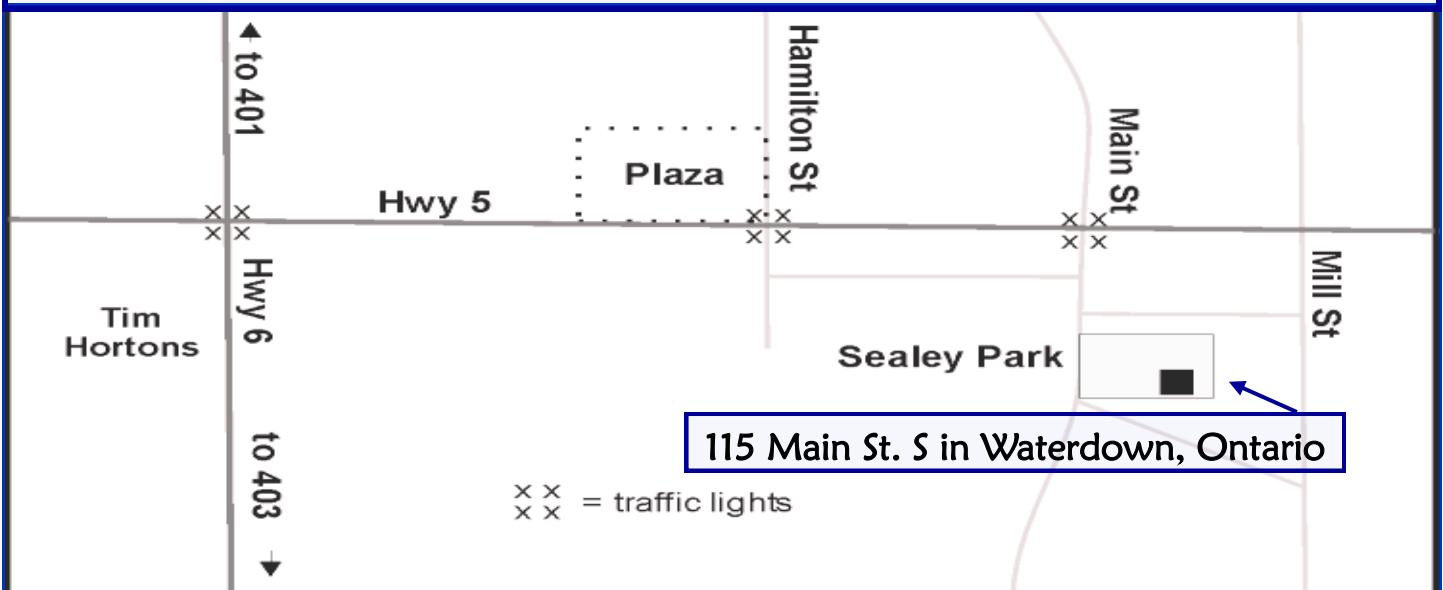 to 401
Hamilton St
Main St
Plaza
Hwy 5
Hwy 6
Mill St
Tim
Hortons
Sealey Park
115 Main St. S in Waterdown, Ontario
to 403
= traffic lights